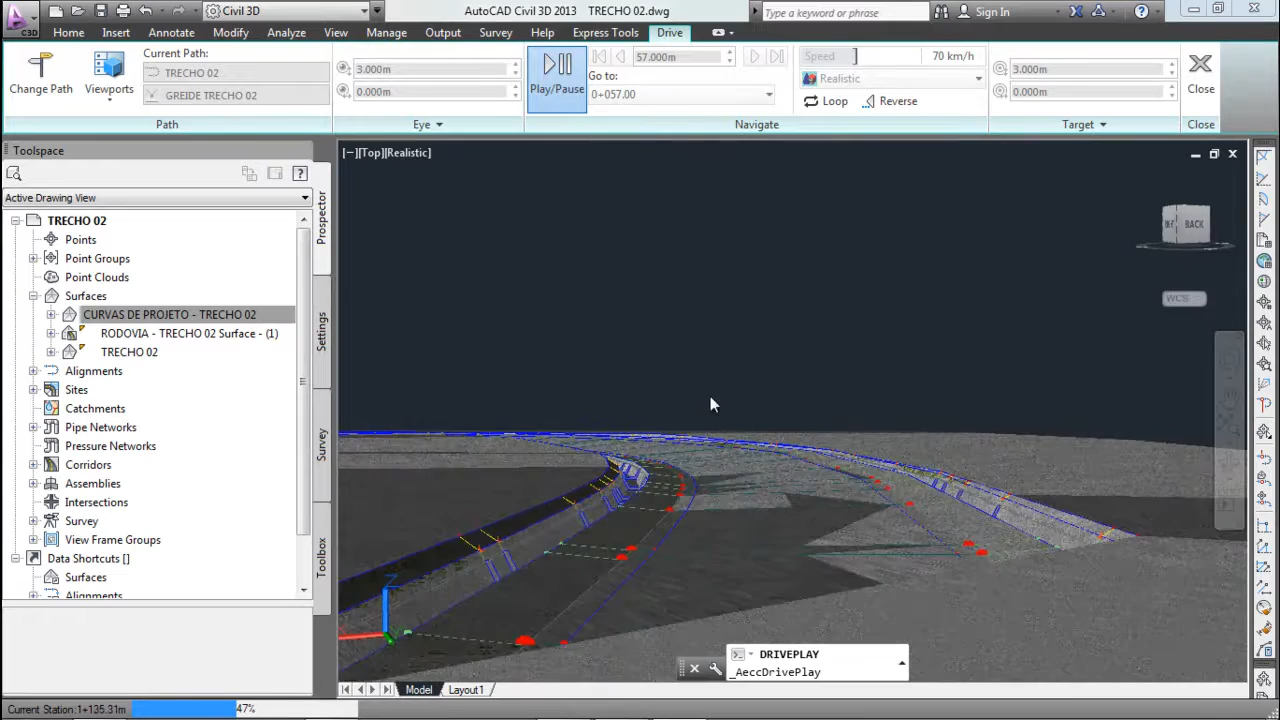 Civil 3D
AutoCAD Civil 3D 2013 TRECHO 02.dwg
Type a keyword or phrase
Sign In
C3D
Home Insert Annotate Modify Analyze View Manage Output Survey Help Express Tools Drive
Change Path
Viewports
Current Path:
TRECHO 02
GREIDE TRECHO 02
Path
3.000m
0.000m
Eye
Play/Pause
57.000m
Go to:
0+057.00
Speed 70 km/h
Realistic
Loop Reverse
Navigate
3.000m
0.000m
Target
Close
Close
Toolspace
Active Drawing View
TRECHO 02
Points
Point Groups
Point Clouds
Surfaces
CURVAS DE PROJETO - TRECHO 02
RODOVIA - TRECHO 02 Surface - (1)
TRECHO 02
Alignments
Sites
Catchments
Pipe Networks
Pressure Networks
Corridors
Assemblies
Intersections
Survey
View Frame Groups
Data Shortcuts []
Surfaces
Alignments
Prospector
Settings
Survey
Toolbox
[−][Top][Realistic]
BACK
WCS
Z
DRIVEPLAY
_AeccDrivePlay
Model Layout1
Current Station:1+135.31m 47%